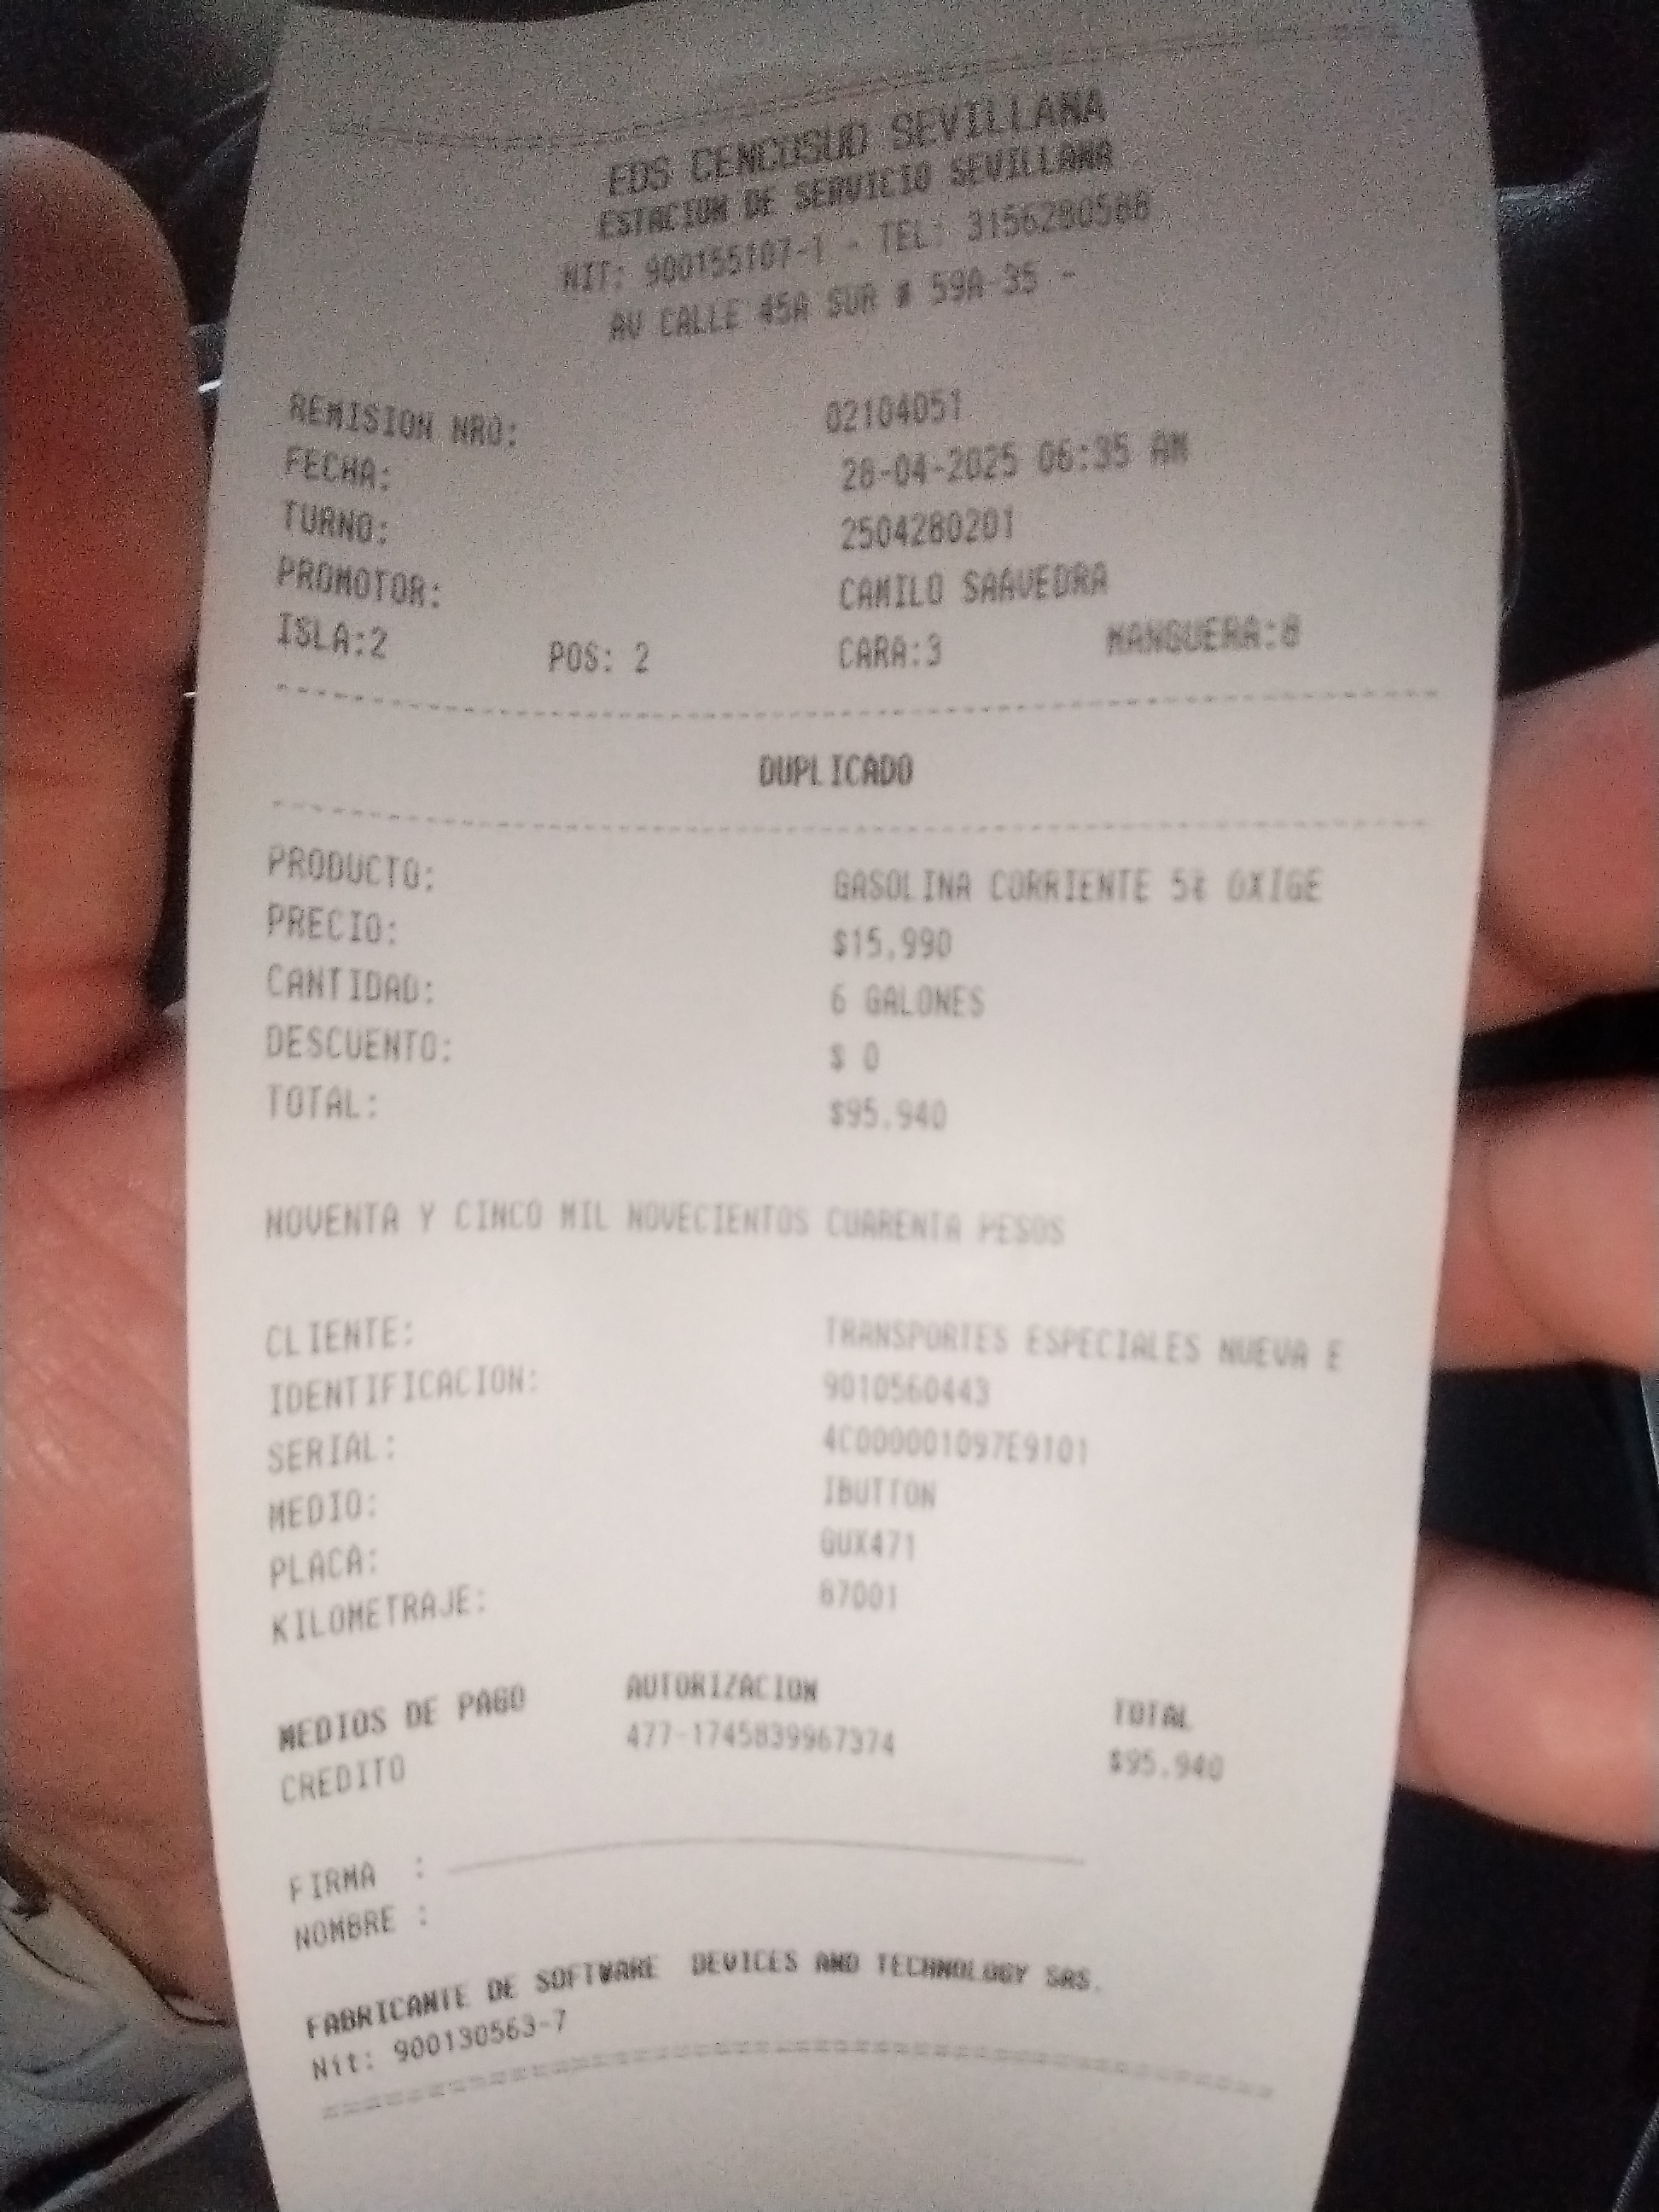 EDS CENCOSUD SEVILLANA
ESTACION DE SERVICIO SEVILLANA
NIT: 900155107-1 - TEL: 3156280588
AV CALLE 45A SUR # 59A-35 -
REMISION NRO: 02104051
FECHA: 28-04-2025 06:35 AM
TURNO: 2504280201
PROMOTOR: CAMILO SAAVEDRA
ISLA:2 POS: 2 CARA:3 MANGUERA:8
DUPLICADO
PRODUCTO: GASOLINA CORRIENTE 5% OXIGE
PRECIO: $15.990
CANTIDAD: 6 GALONES
DESCUENTO: $ 0
TOTAL: $95.940
NOVENTA Y CINCO MIL NOVECIENTOS CUARENTA PESOS
CLIENTE: TRANSPORTES ESPECIALES NUEVA E
IDENTIFICACION: 9010560443
SERIAL: 4C000001097E9101
MEDIO: IBUTTON
PLACA: GUX471
KILOMETRAJE: 67001
MEDIOS DE PAGO AUTORIZACION TOTAL
CREDITO 477-1745839967374 $95.940
FIRMA :
NOMBRE :
FABRICANTE DE SOFTWARE DEVICES AND TECHNOLOGY SAS.
Nit: 900130563-7